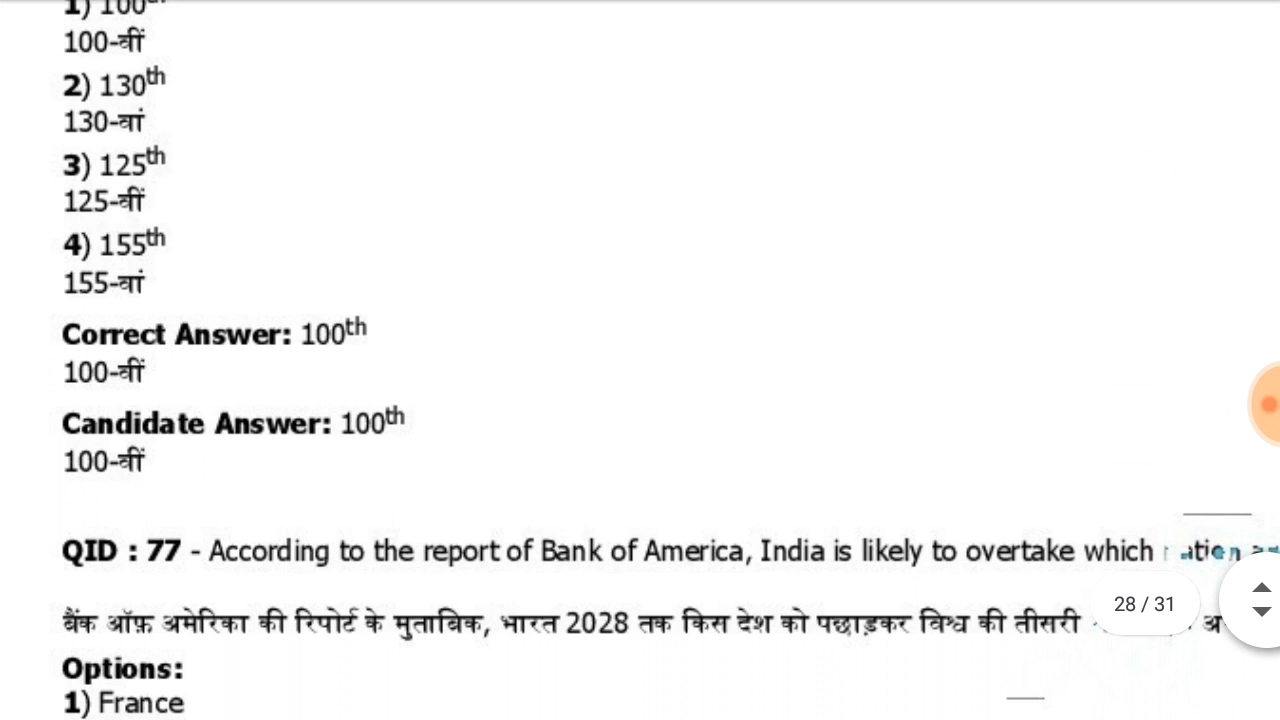 1) 100th
100-वीं
2) 130th
130-वां
3) 125th
125-वीं
4) 155th
155-वां
Correct Answer: 100th
100-वीं
Candidate Answer: 100th
100-वीं
QID : 77 - According to the report of Bank of America, India is likely to overtake which
बैंक ऑफ़ अमेरिका की रिपोर्ट के मुताबिक, भारत 2028 तक किस देश को पछाड़कर विश्व की तीसरी
28 / 31
Options:
1) France